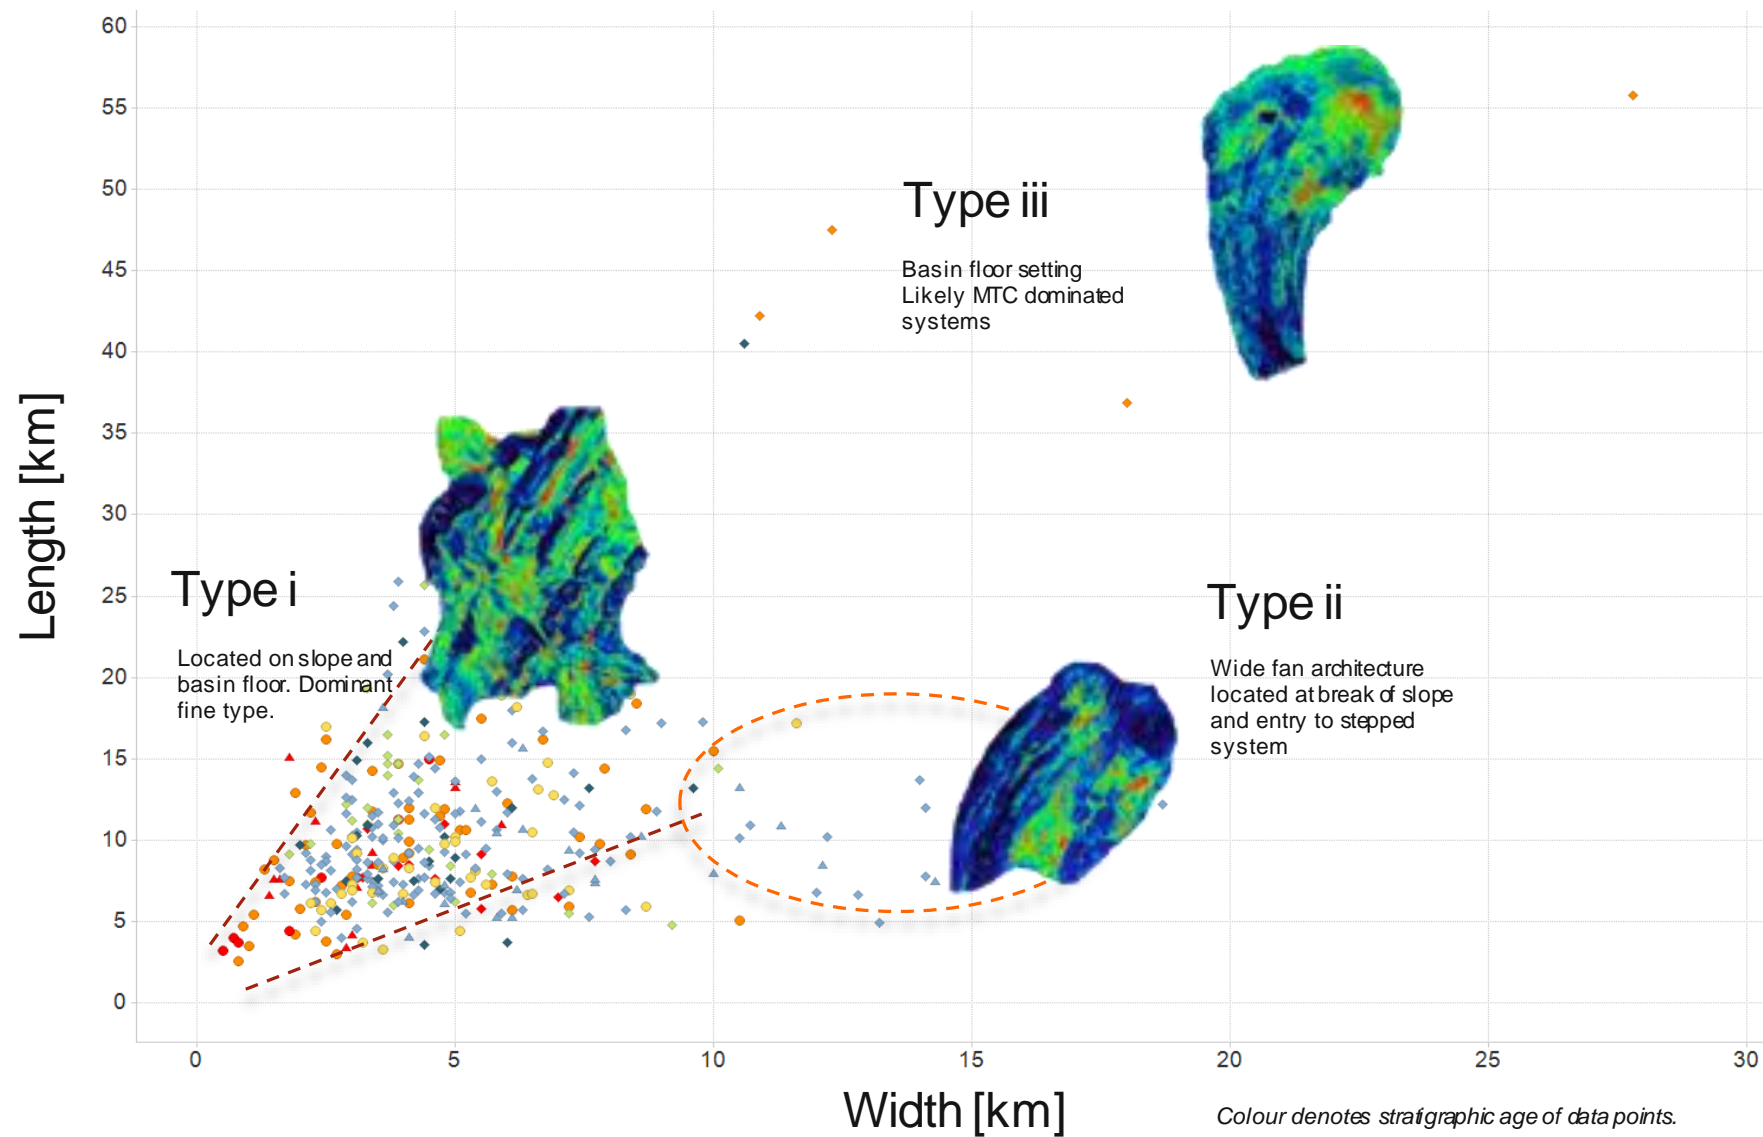 60
55
50
45
40
35
30
25
20
15
10
5
0
Length [km]
Type iii
Basin floor setting
Likely MTC dominated
systems
Type i
Located on slope and
basin floor. Dominant
fine type.
Type ii
Wide fan architecture
located at break of slope
and entry to stepped
system
0 5 10 15 20 25 30
Width [km]
Colour denotes stratigraphic age of data points.